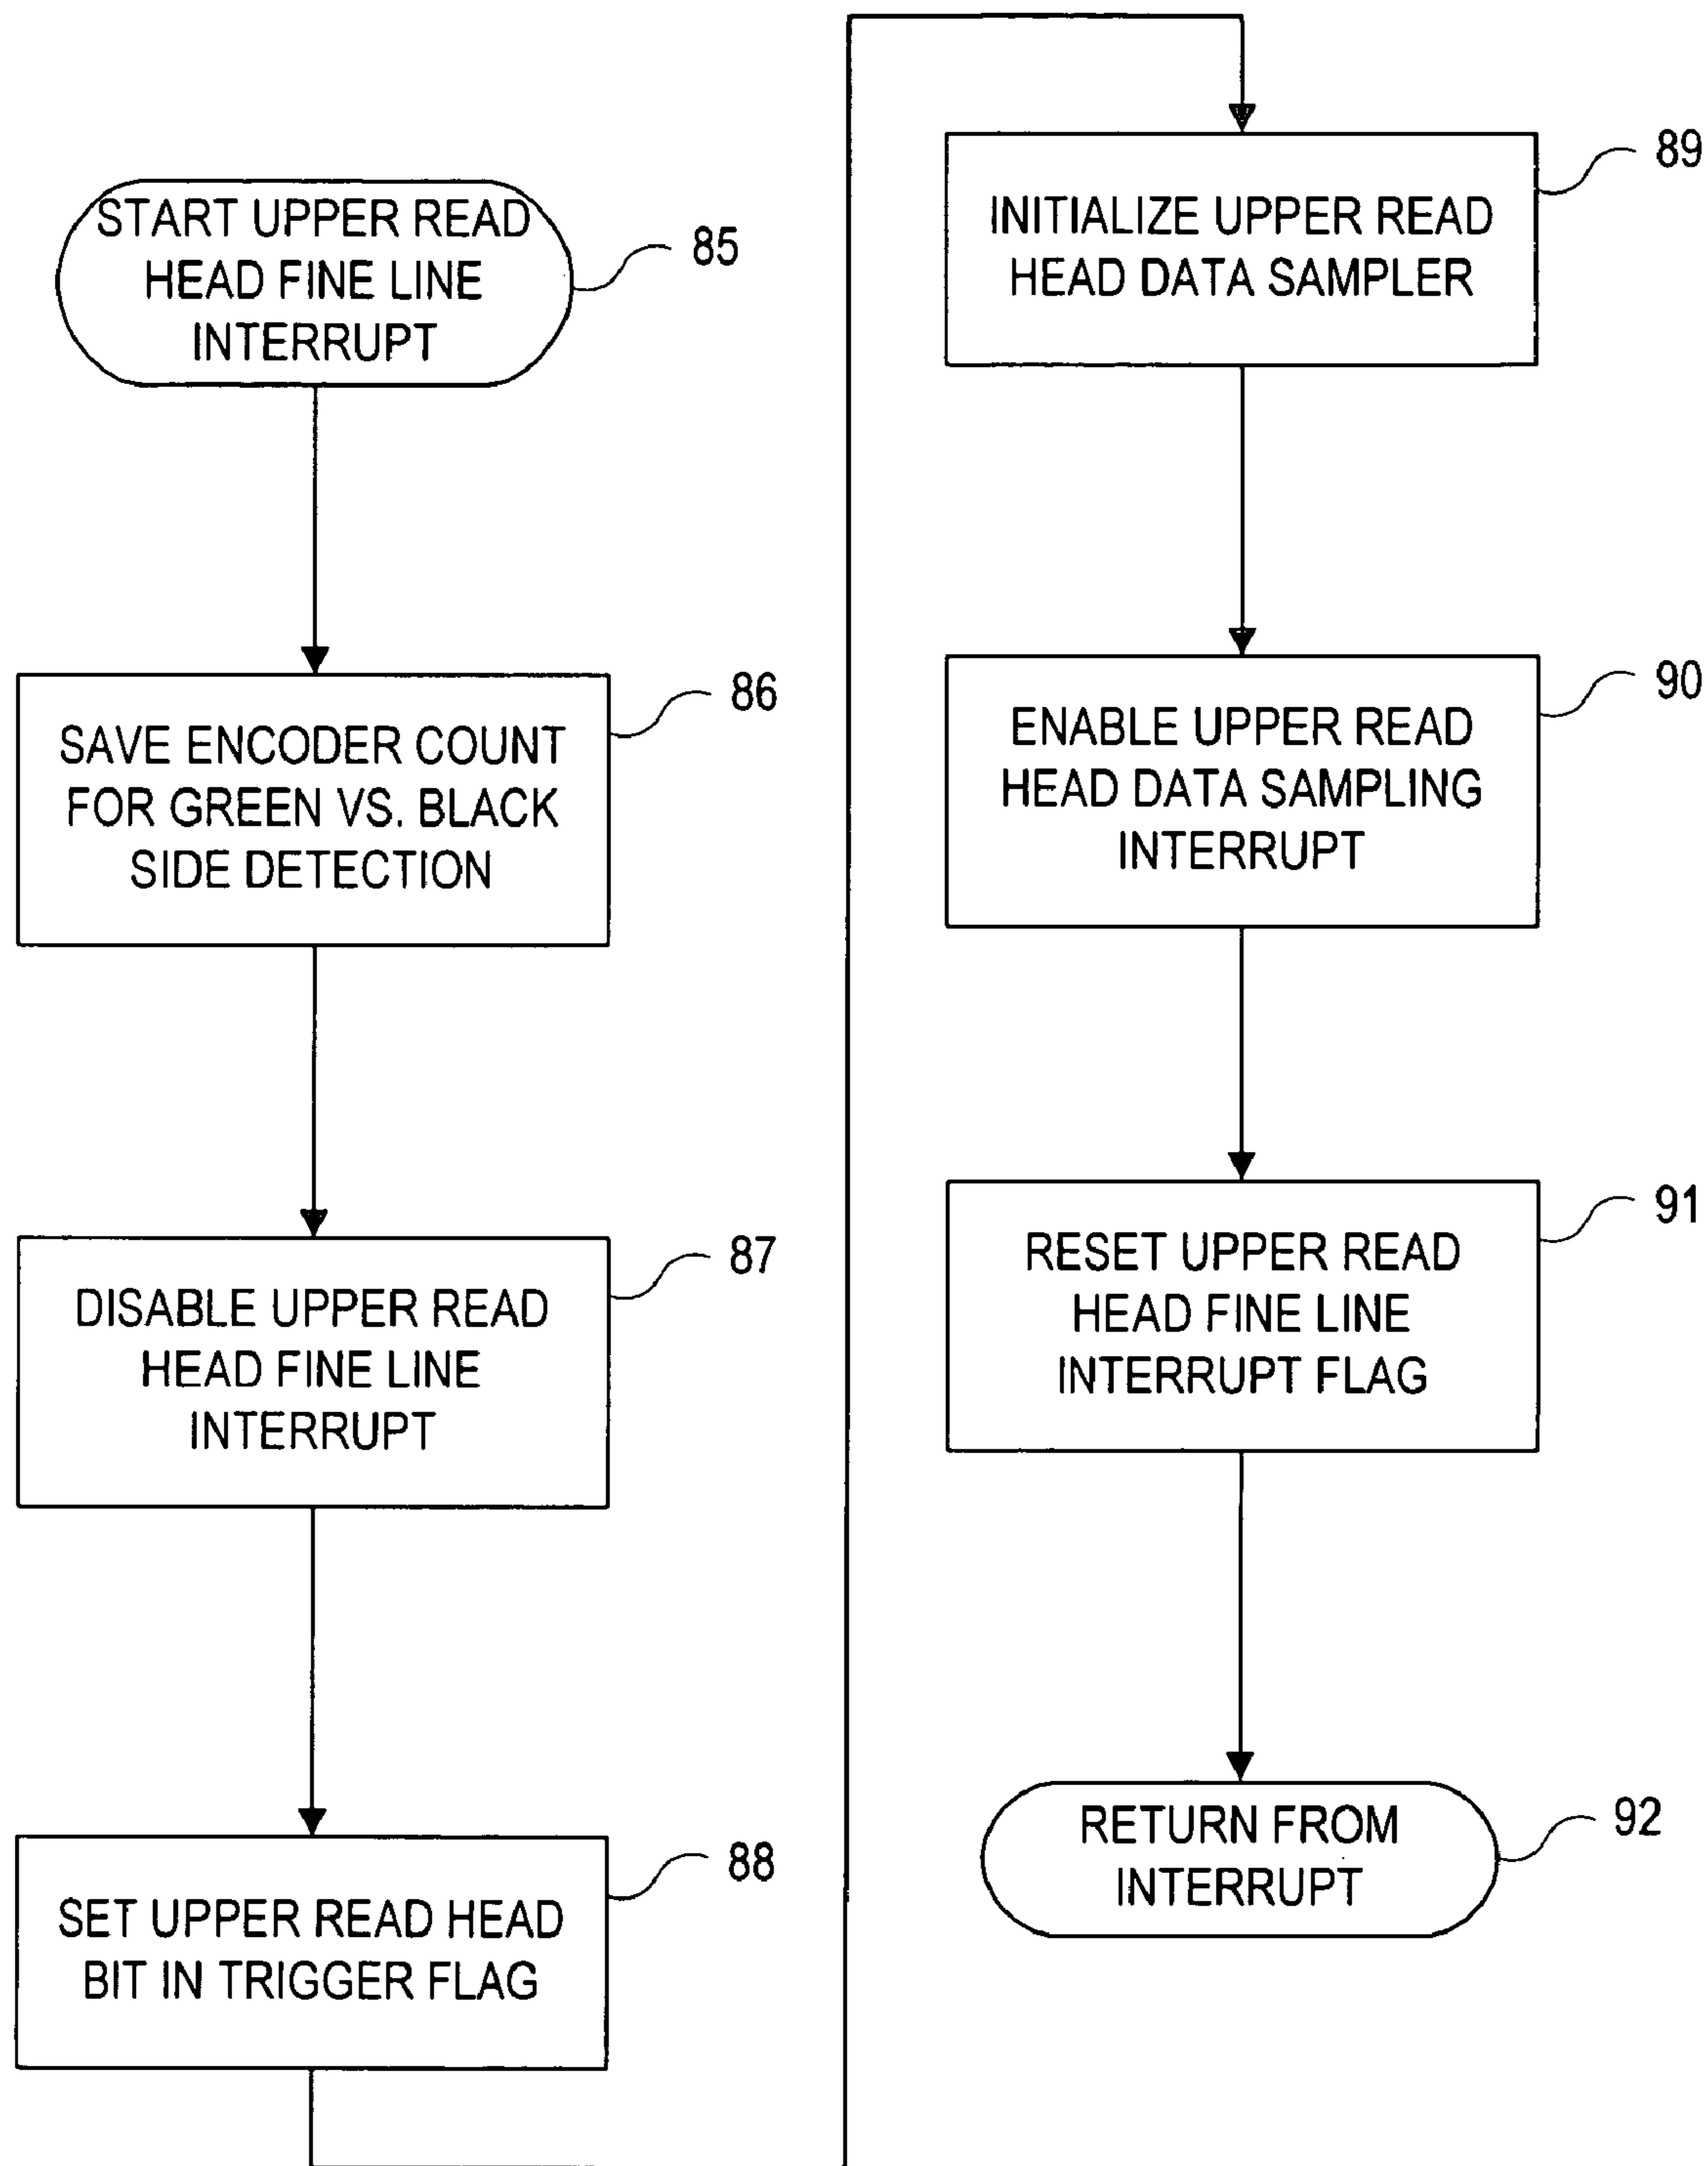 START UPPER READ
HEAD FINE LINE
INTERRUPT
85
SAVE ENCODER COUNT
FOR GREEN VS. BLACK
SIDE DETECTION
86
DISABLE UPPER READ
HEAD FINE LINE
INTERRUPT
87
SET UPPER READ HEAD
BIT IN TRIGGER FLAG
88
INITIALIZE UPPER READ
HEAD DATA SAMPLER
89
ENABLE UPPER READ
HEAD DATA SAMPLING
INTERRUPT
90
RESET UPPER READ
HEAD FINE LINE
INTERRUPT FLAG
91
RETURN FROM
INTERRUPT
92